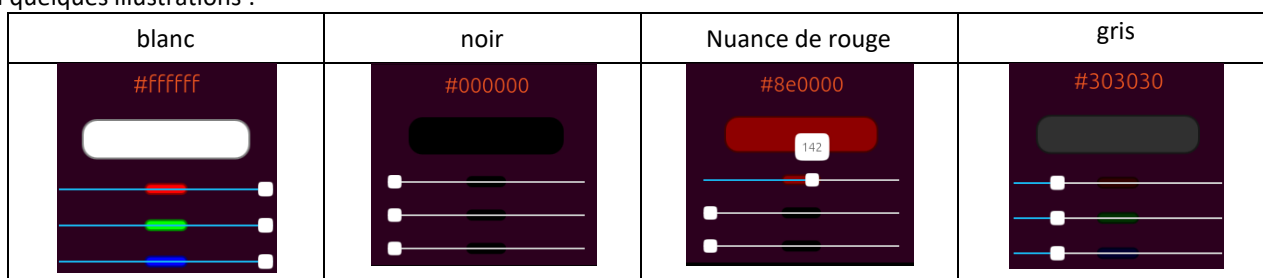 quelques illustrations :
blanc noir Nuance de rouge gris
#ffffff #000000 #8e0000 #303030
142